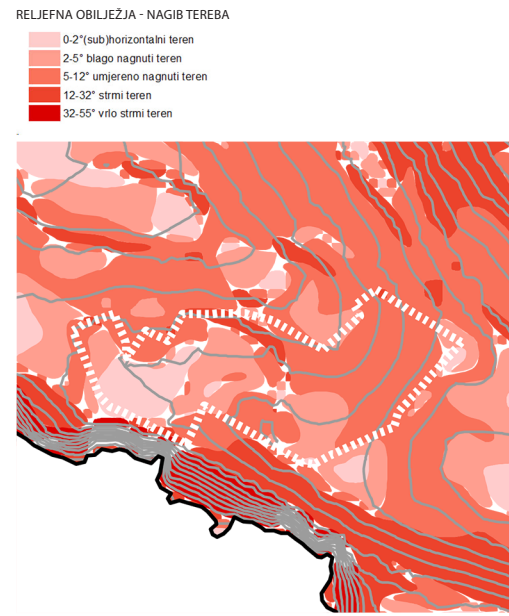 RELJEFNA OBILJEŽJA - NAGIB TEREBA
0-2°(sub)horizontalni teren
2-5° blago nagnuti teren
5-12° umjereno nagnuti teren
12-32° strmi teren
32-55° vrlo strmi teren